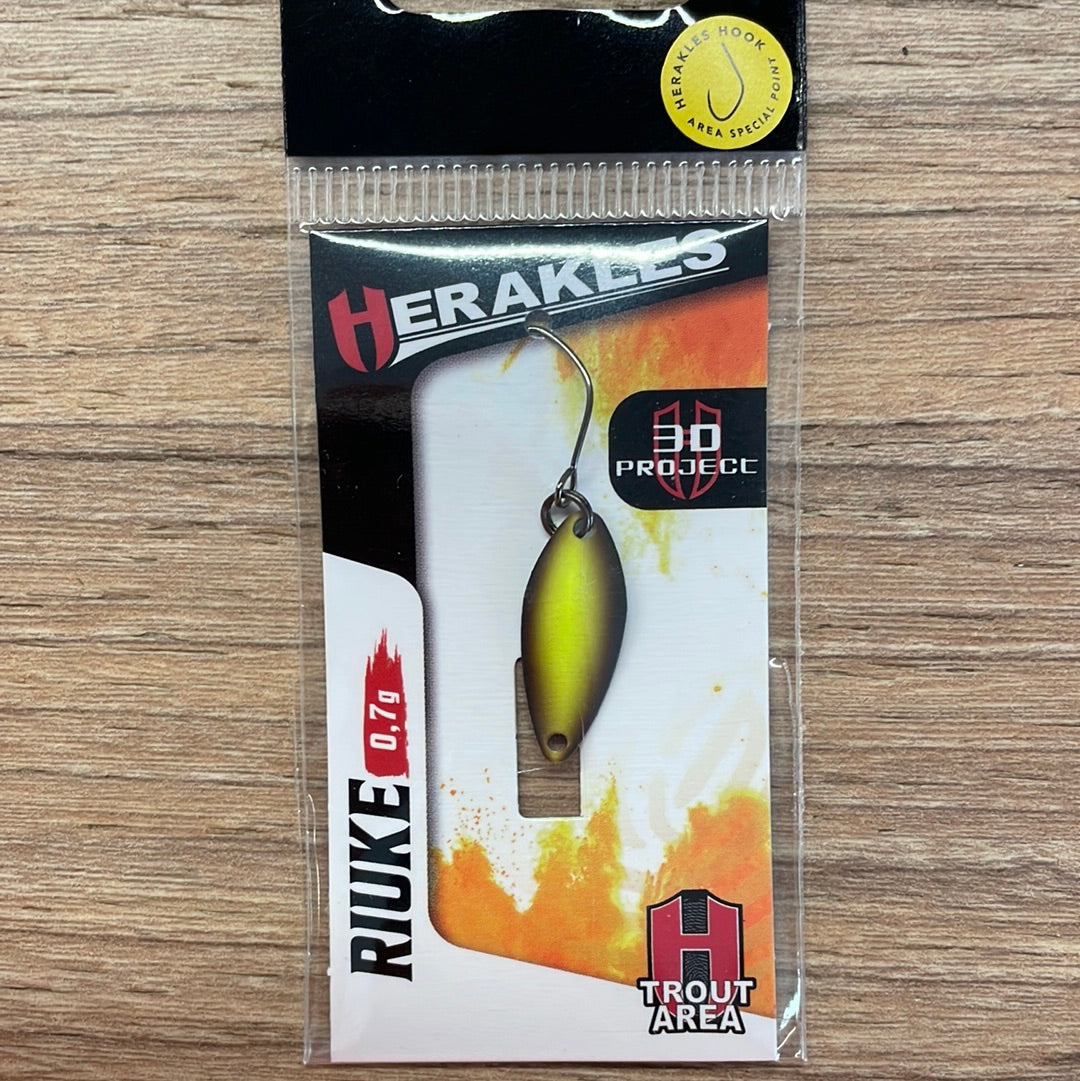 HERAKLES HOOK
AREA SPECIAL POINT
HERAKLES
3D
PROJECT
0,7g
RIUKE
H
TROUT
AREA